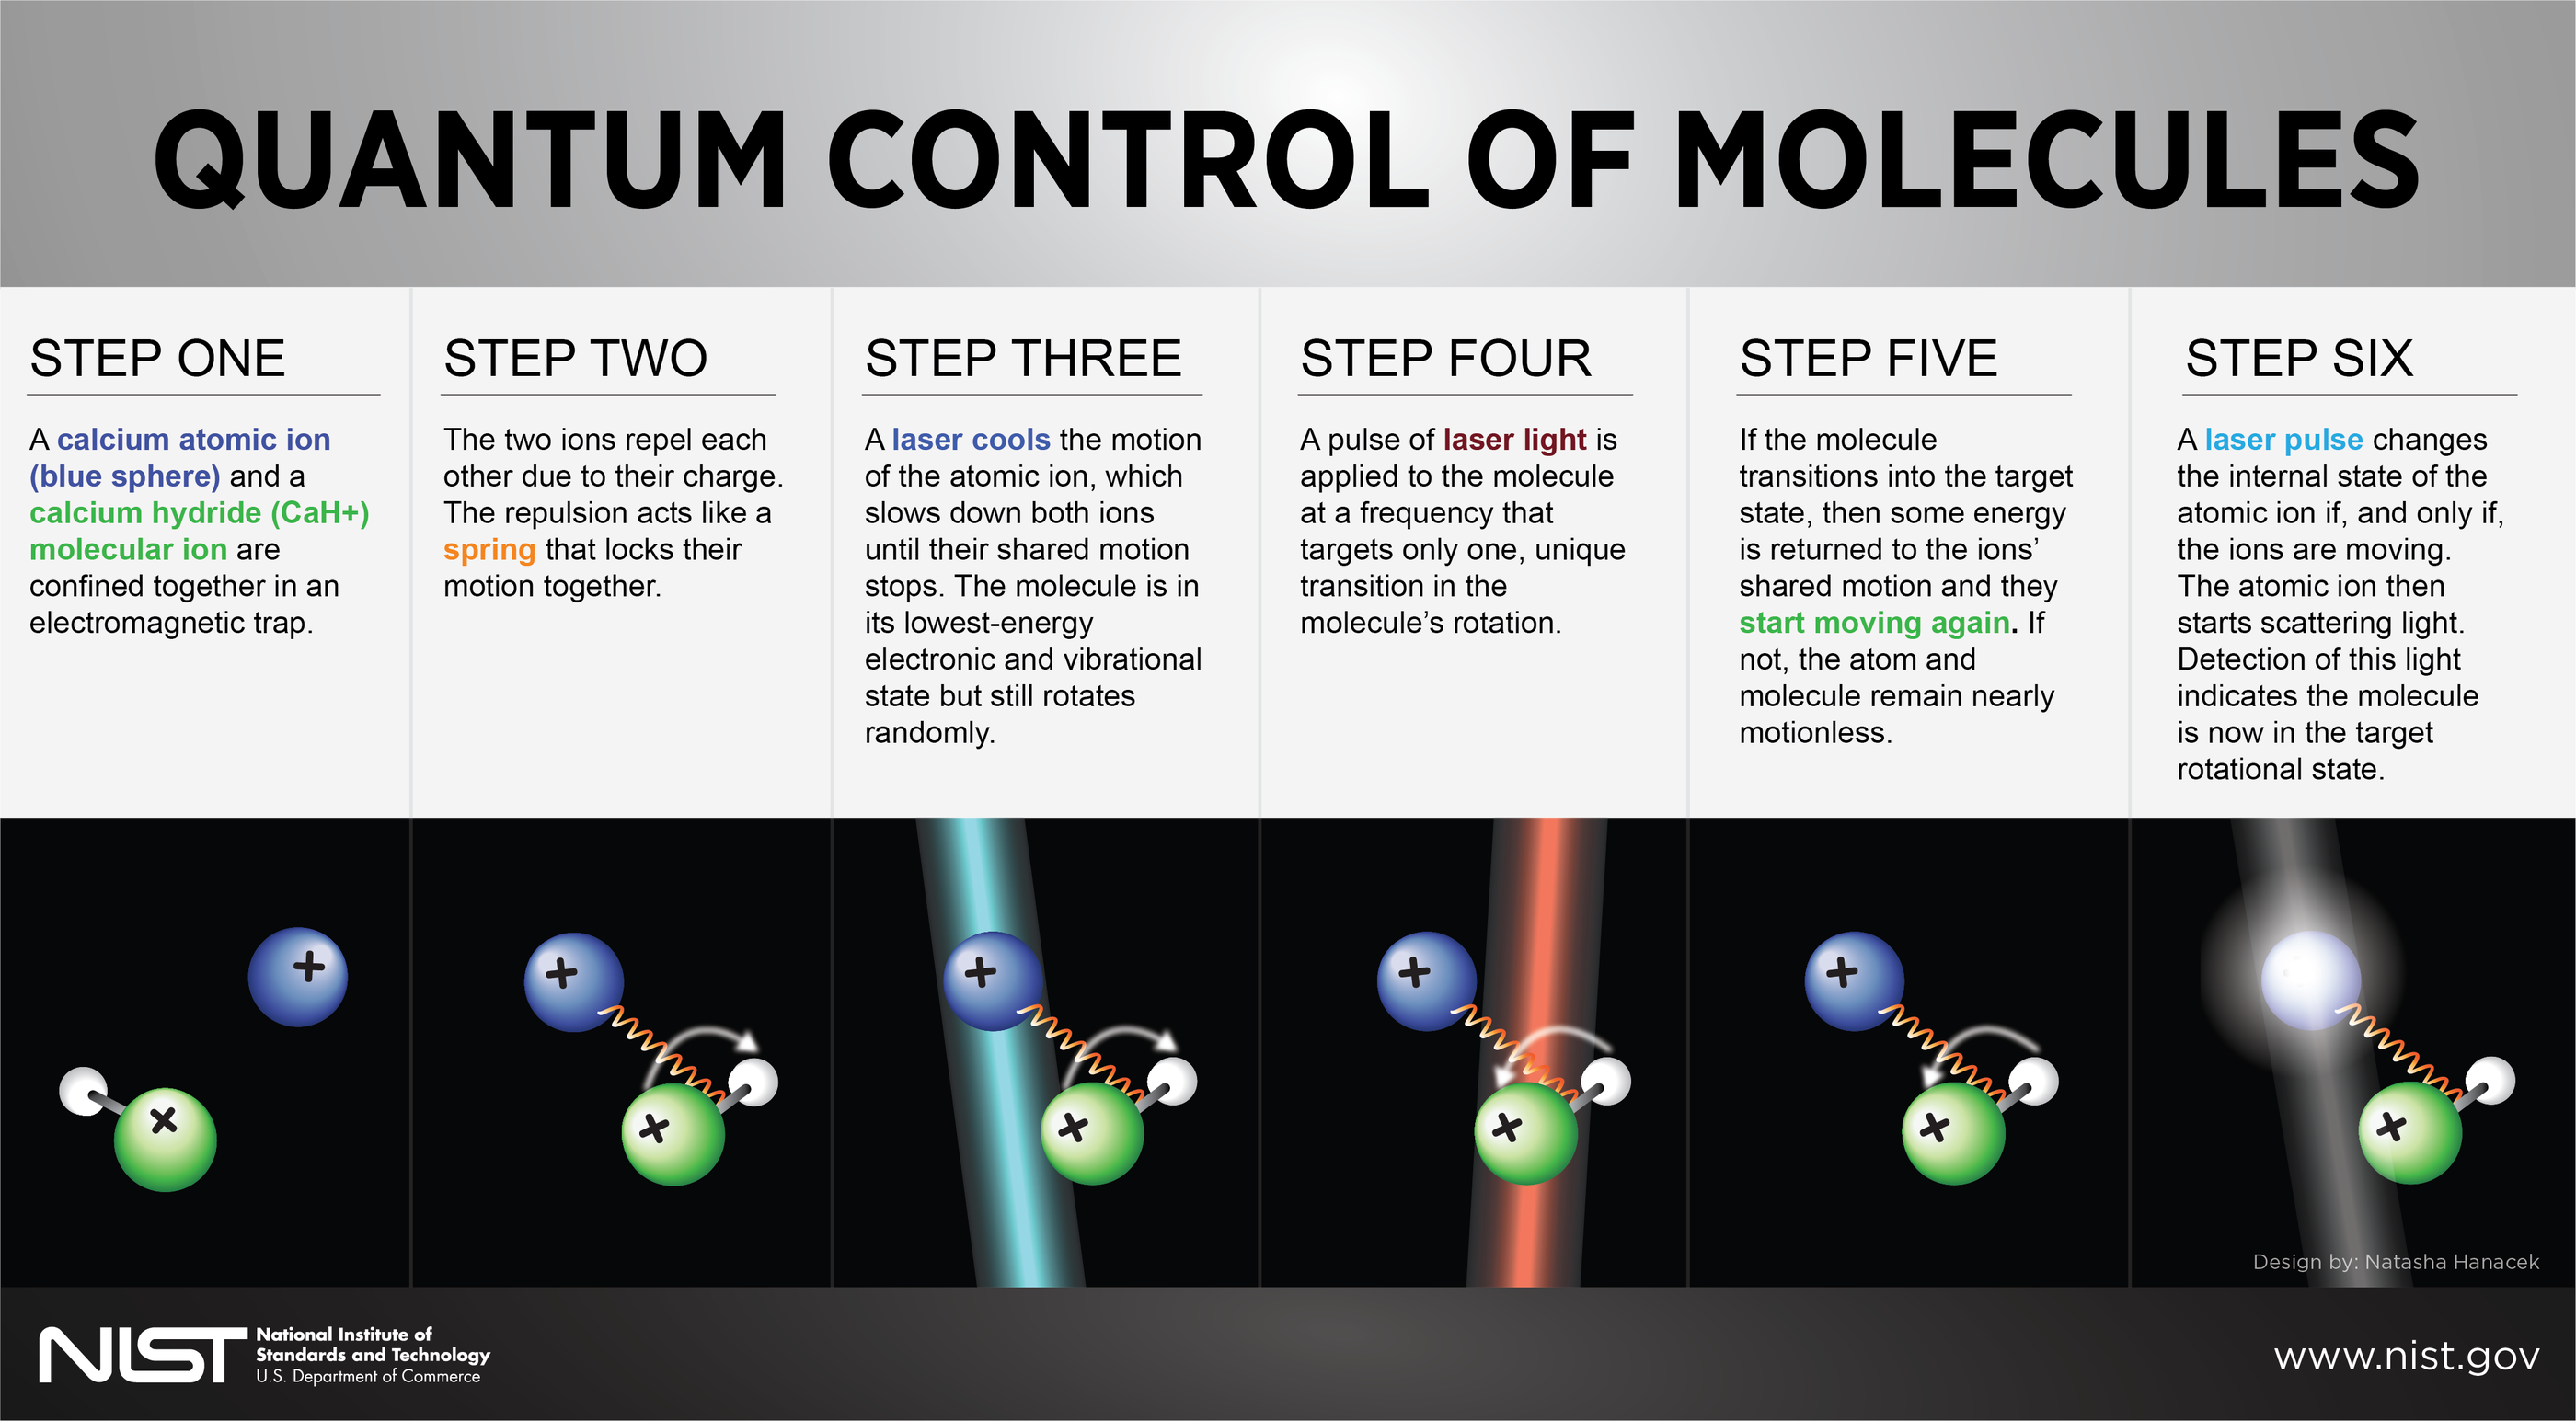 QUANTUM CONTROL OF MOLECULES
STEP ONE
A calcium atomic ion
(blue sphere) and a
calcium hydride (CaH+)
molecular ion are
confined together in an
electromagnetic trap.
STEP TWO
The two ions repel each
other due to their charge.
The repulsion acts like a
spring that locks their
motion together.
STEP THREE
A laser cools the motion
of the atomic ion, which
slows down both ions
until their shared motion
stops. The molecule is in
its lowest-energy
electronic and vibrational
state but still rotates
randomly.
STEP FOUR
A pulse of laser light is
applied to the molecule
at a frequency that
targets only one, unique
transition in the
molecule’s rotation.
STEP FIVE
If the molecule
transitions into the target
state, then some energy
is returned to the ions’
shared motion and they
start moving again. If
not, the atom and
molecule remain nearly
motionless.
STEP SIX
A laser pulse changes
the internal state of the
atomic ion if, and only if,
the ions are moving.
The atomic ion then
starts scattering light.
Detection of this light
indicates the molecule
is now in the target
rotational state.
+
+
+
+
+
+
+
+
+
+
+
Design by: Natasha Hanacek
NIST
National Institute of
Standards and Technology
U.S. Department of Commerce
www.nist.gov